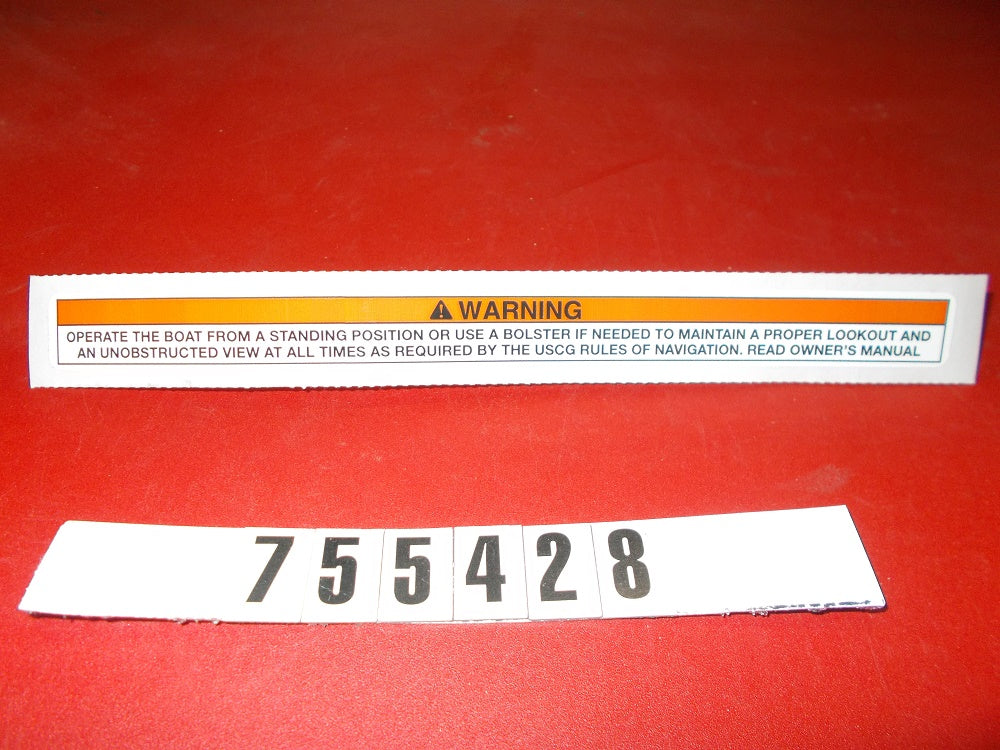 WARNING
OPERATE THE BOAT FROM A STANDING POSITION OR USE A BOLSTER IF NEEDED TO MAINTAIN A PROPER LOOKOUT AND
AN UNOBSTRUCTED VIEW AT ALL TIMES AS REQUIRED BY THE USCG RULES OF NAVIGATION. READ OWNER'S MANUAL
755428